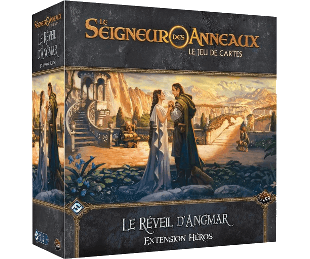 LE
SEIGNEUR DES ANNEAUX
LE JEU DE CARTES
LE RÉVEIL D'ANGMAR
EXTENSION HÉROS